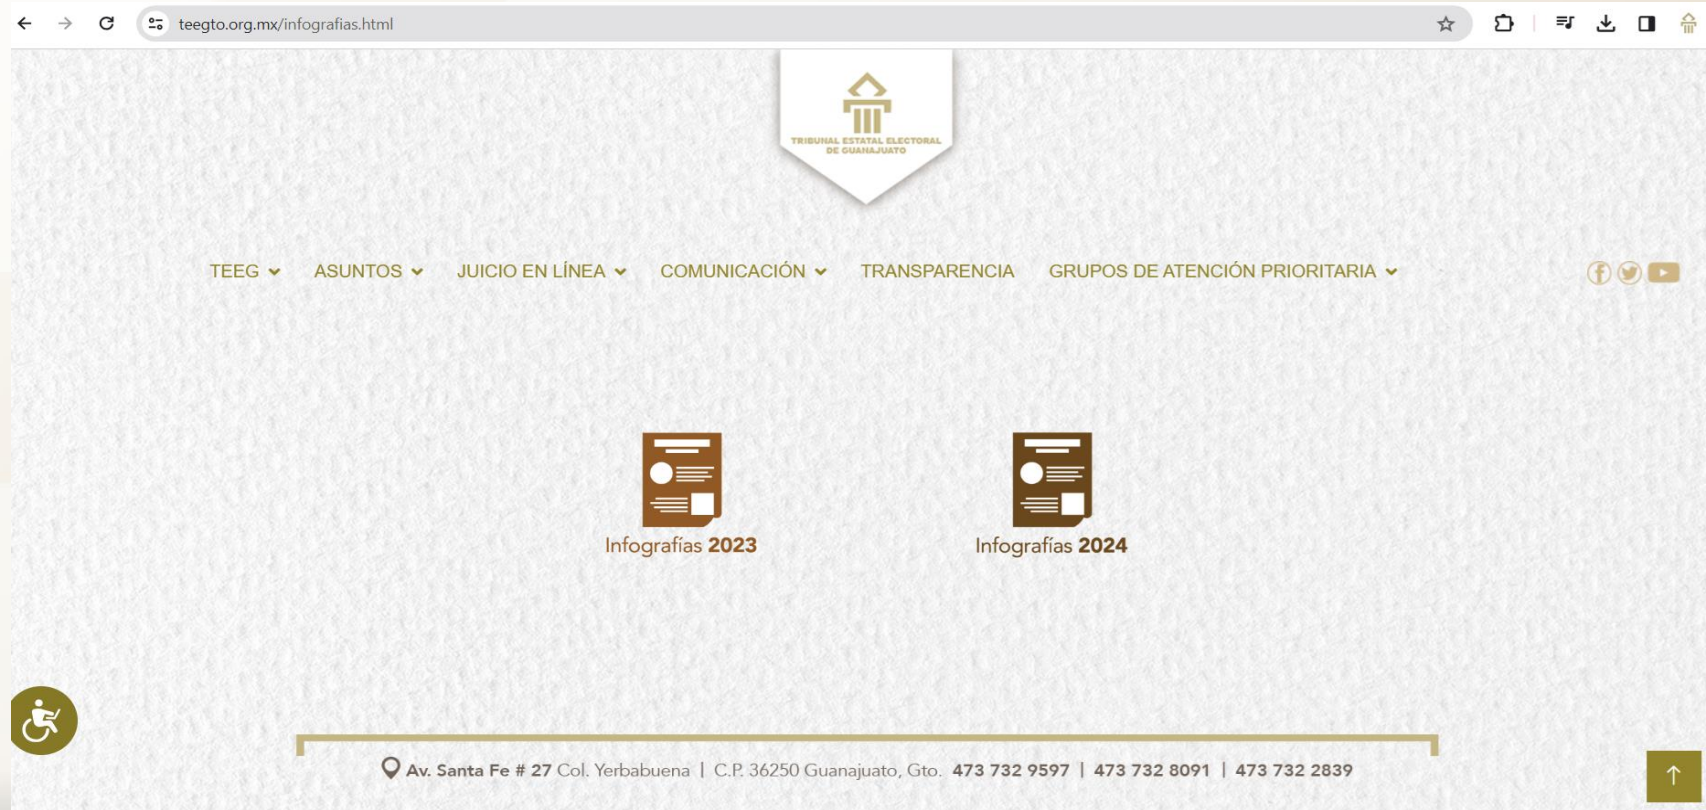 teegto.org.mx/infografias.html
TRIBUNAL ESTATAL ELECTORAL
DE GUANAJUATO
TEEG ASUNTOS JUICIO EN LÍNEA COMUNICACIÓN TRANSPARENCIA GRUPOS DE ATENCIÓN PRIORITARIA
Infografías 2023 Infografías 2024
Av. Santa Fe # 27 Col. Yerbabuena | C.P. 36250 Guanajuato, Gto. 473 732 9597 | 473 732 8091 | 473 732 2839